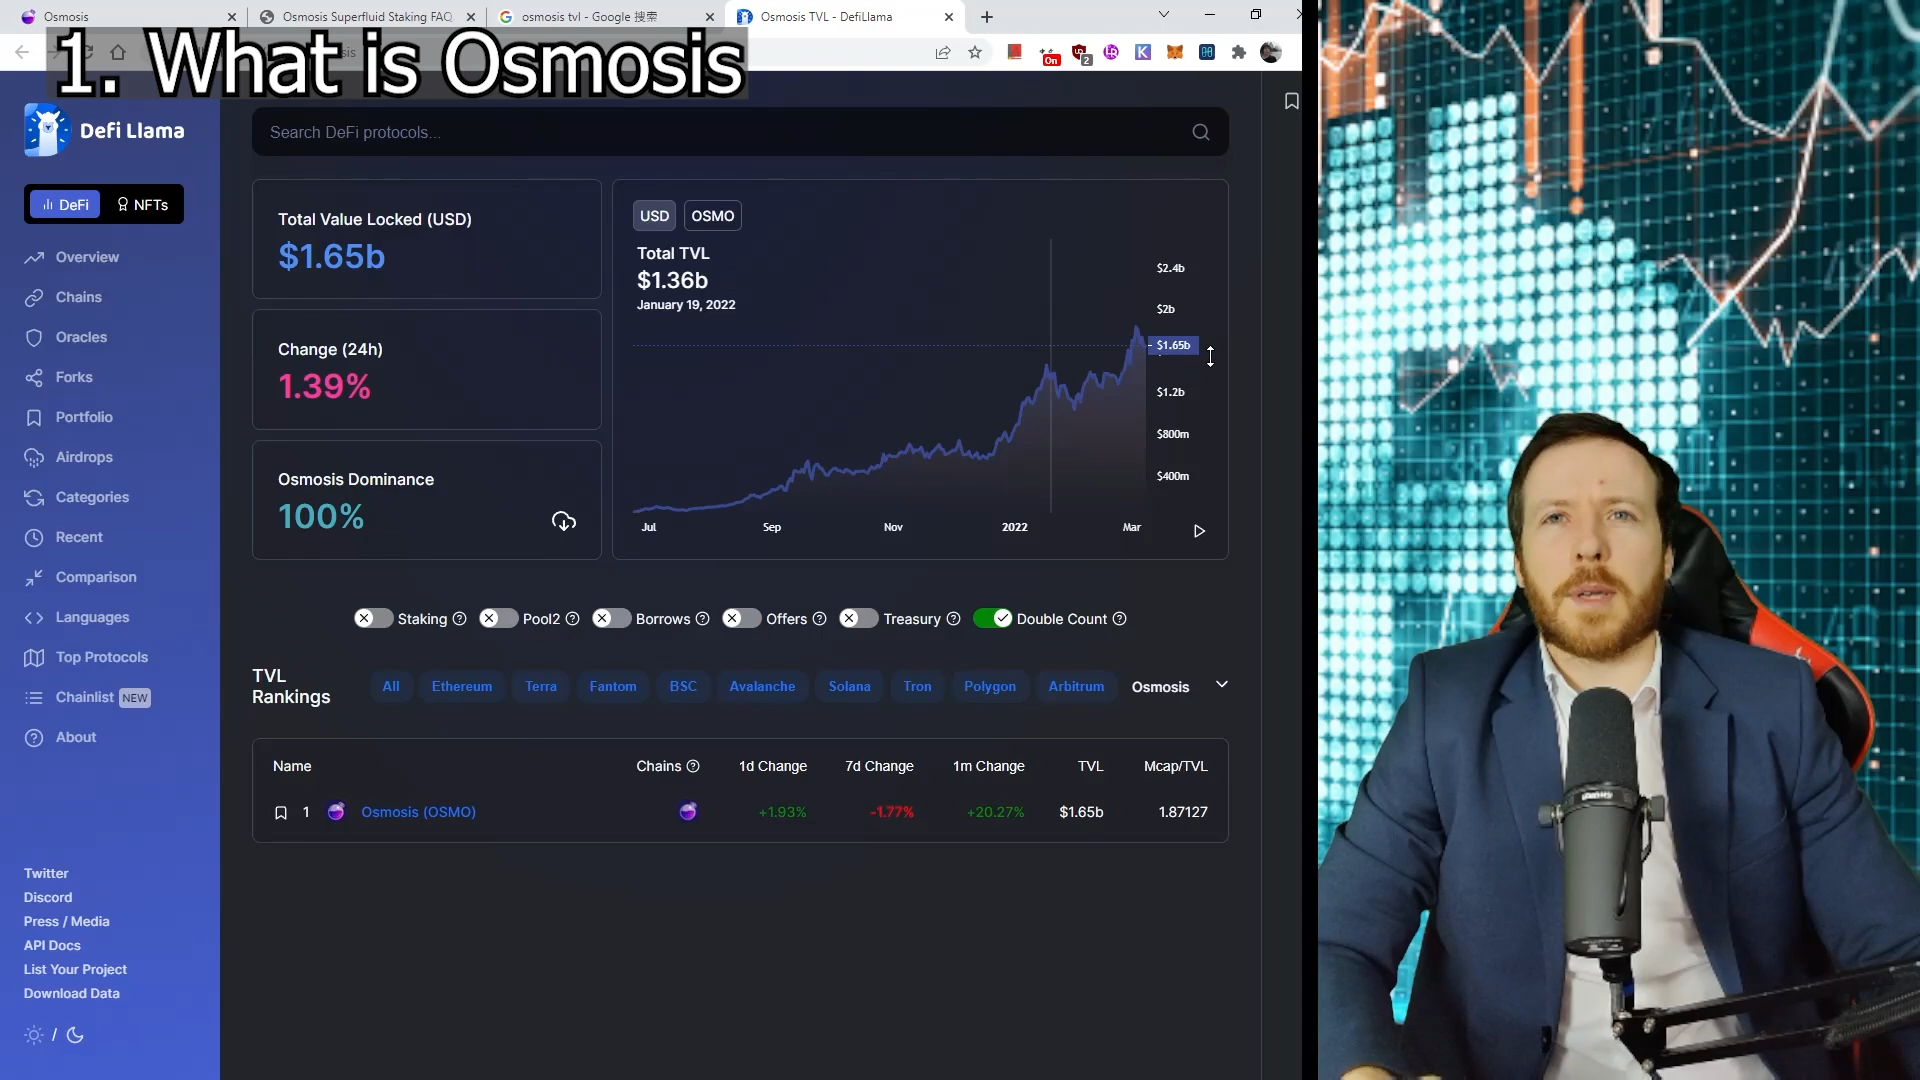 Osmosis
Osmosis Superfluid Staking FAQ
osmosis tvl - Google 搜索
Osmosis TVL - DefiLlama
1. What is Osmosis
On
2
Defi Llama
DeFi
NFTs
Overview
Chains
Oracles
Forks
Portfolio
Airdrops
Categories
Recent
Comparison
Languages
Top Protocols
Chainlist NEW
About
Twitter
Discord
Press / Media
API Docs
List Your Project
Download Data
/
Search DeFi protocols...
Total Value Locked (USD)
$1.65b
Change (24h)
1.39%
Osmosis Dominance
100%
USD
OSMO
Total TVL
$1.36b
January 19, 2022
$2.4b
$2b
$1.65b
$1.2b
$800m
$400m
Jul
Sep
Nov
2022
Mar
Staking
Pool2
Borrows
Offers
Treasury
Double Count
TVL
Rankings
All
Ethereum
Terra
Fantom
BSC
Avalanche
Solana
Tron
Polygon
Arbitrum
Osmosis
Name
Chains
1d Change
7d Change
1m Change
TVL
Mcap/TVL
1
Osmosis (OSMO)
+1.93%
-1.77%
+20.27%
$1.65b
1.87127